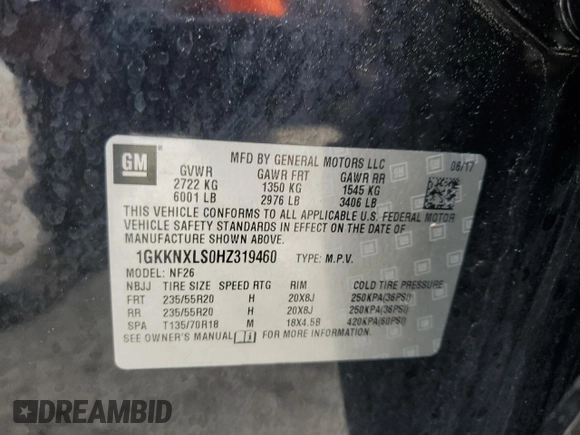 GM
MFD BY GENERAL MOTORS LLC
06/17
GVWR GAWR FRT GAWR RR
2722 KG 1350 KG 1545 KG
6001 LB 2976 LB 3406 LB
THIS VEHICLE CONFORMS TO ALL APPLICABLE U.S. FEDERAL MOTOR
VEHICLE SAFETY STANDARDS IN EFFECT ON THE DATE OF
MANUFACTURE SHOWN ABOVE.
1GKKNXLS0HZ319460 TYPE: M.P.V.
MODEL: NF26
NBJJ TIRE SIZE SPEED RTG RIM COLD TIRE PRESSURE
FRT 235/55R20 H 20X8J 250KPA(36PSI)
RR 235/55R20 H 20X8J 250KPA(36PSI)
SPA T135/70R18 M 18X4.5B 420KPA(60PSI)
SEE OWNER'S MANUAL FOR MORE INFORMATION.
DREAMBID